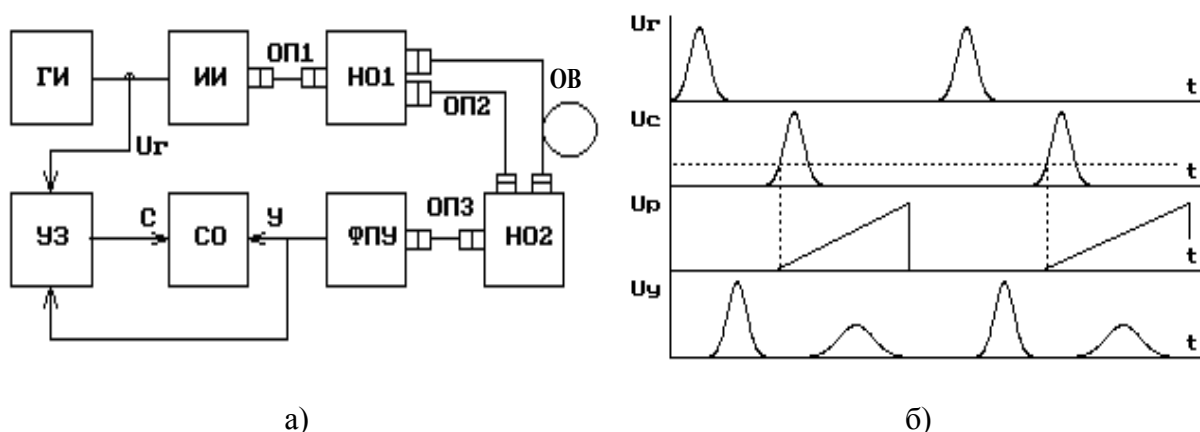 ГИ
ИИ
ОП1
НО1
ОВ
ОП2
Uг
УЗ
С
СО
У
ФПУ
ОП3
НО2
а)
Uг
t
Uс
t
Uр
t
Uу
t
б)